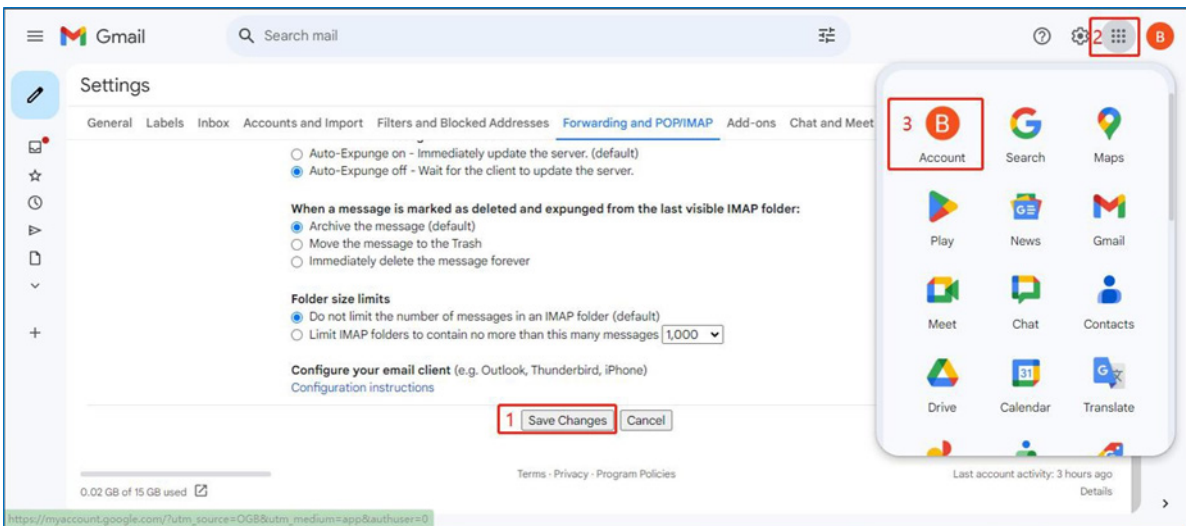 Gmail
Search mail
2
B
Settings
General Labels Inbox Accounts and Import Filters and Blocked Addresses Forwarding and POP/IMAP Add-ons Chat and Meet
Auto-Expunge on - Immediately update the server. (default)
Auto-Expunge off - Wait for the client to update the server.
When a message is marked as deleted and expunged from the last visible IMAP folder:
Archive the message (default)
Move the message to the Trash
Immediately delete the message forever
Folder size limits
Do not limit the number of messages in an IMAP folder (default)
Limit IMAP folders to contain no more than this many messages 1,000
Configure your email client (e.g. Outlook, Thunderbird, iPhone)
Configuration instructions
1 Save Changes Cancel
3 B
Account Search Maps
Play News Gmail
Meet Chat Contacts
31
Drive Calendar Translate
0.02 GB of 15 GB used
Terms · Privacy · Program Policies
Last account activity: 3 hours ago
Details
https://myaccount.google.com/?utm_source=OGB&utm_medium=app&authuser=0